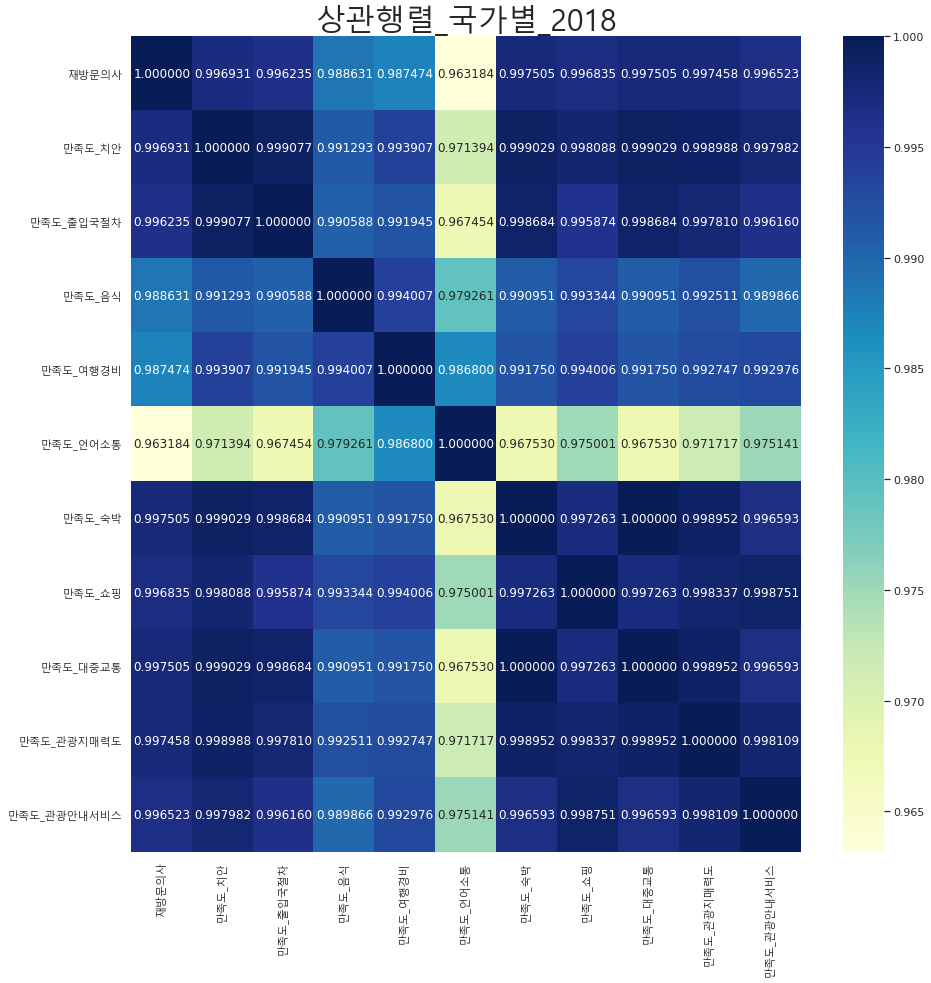 상관행렬_국가별_2018
재방문의사 1.000000 0.996931 0.996235 0.988631 0.987474 0.963184 0.997505 0.996835 0.997505 0.997458 0.996523
만족도_치안 0.996931 1.000000 0.999077 0.991293 0.993907 0.971394 0.999029 0.998088 0.999029 0.998988 0.997982
만족도_출입국절차 0.996235 0.999077 1.000000 0.990588 0.991945 0.967454 0.998684 0.995874 0.998684 0.997810 0.996160
만족도_음식 0.988631 0.991293 0.990588 1.000000 0.994007 0.979261 0.990951 0.993344 0.990951 0.992511 0.989866
만족도_여행경비 0.987474 0.993907 0.991945 0.994007 1.000000 0.986800 0.991750 0.994006 0.991750 0.992747 0.992976
만족도_언어소통 0.963184 0.971394 0.967454 0.979261 0.986800 1.000000 0.967530 0.975001 0.967530 0.971717 0.975141
만족도_숙박 0.997505 0.999029 0.998684 0.990951 0.991750 0.967530 1.000000 0.997263 1.000000 0.998952 0.996593
만족도_쇼핑 0.996835 0.998088 0.995874 0.993344 0.994006 0.975001 0.997263 1.000000 0.997263 0.998337 0.998751
만족도_대중교통 0.997505 0.999029 0.998684 0.990951 0.991750 0.967530 1.000000 0.997263 1.000000 0.998952 0.996593
만족도_관광지매력도 0.997458 0.998988 0.997810 0.992511 0.992747 0.971717 0.998952 0.998337 0.998952 1.000000 0.998109
만족도_관광안내서비스 0.996523 0.997982 0.996160 0.989866 0.992976 0.975141 0.996593 0.998751 0.996593 0.998109 1.000000
재방문의사
만족도_치안
만족도_출입국절차
만족도_음식
만족도_여행경비
만족도_언어소통
만족도_숙박
만족도_쇼핑
만족도_대중교통
만족도_관광지매력도
만족도_관광안내서비스
1.000
0.995
0.990
0.985
0.980
0.975
0.970
0.965